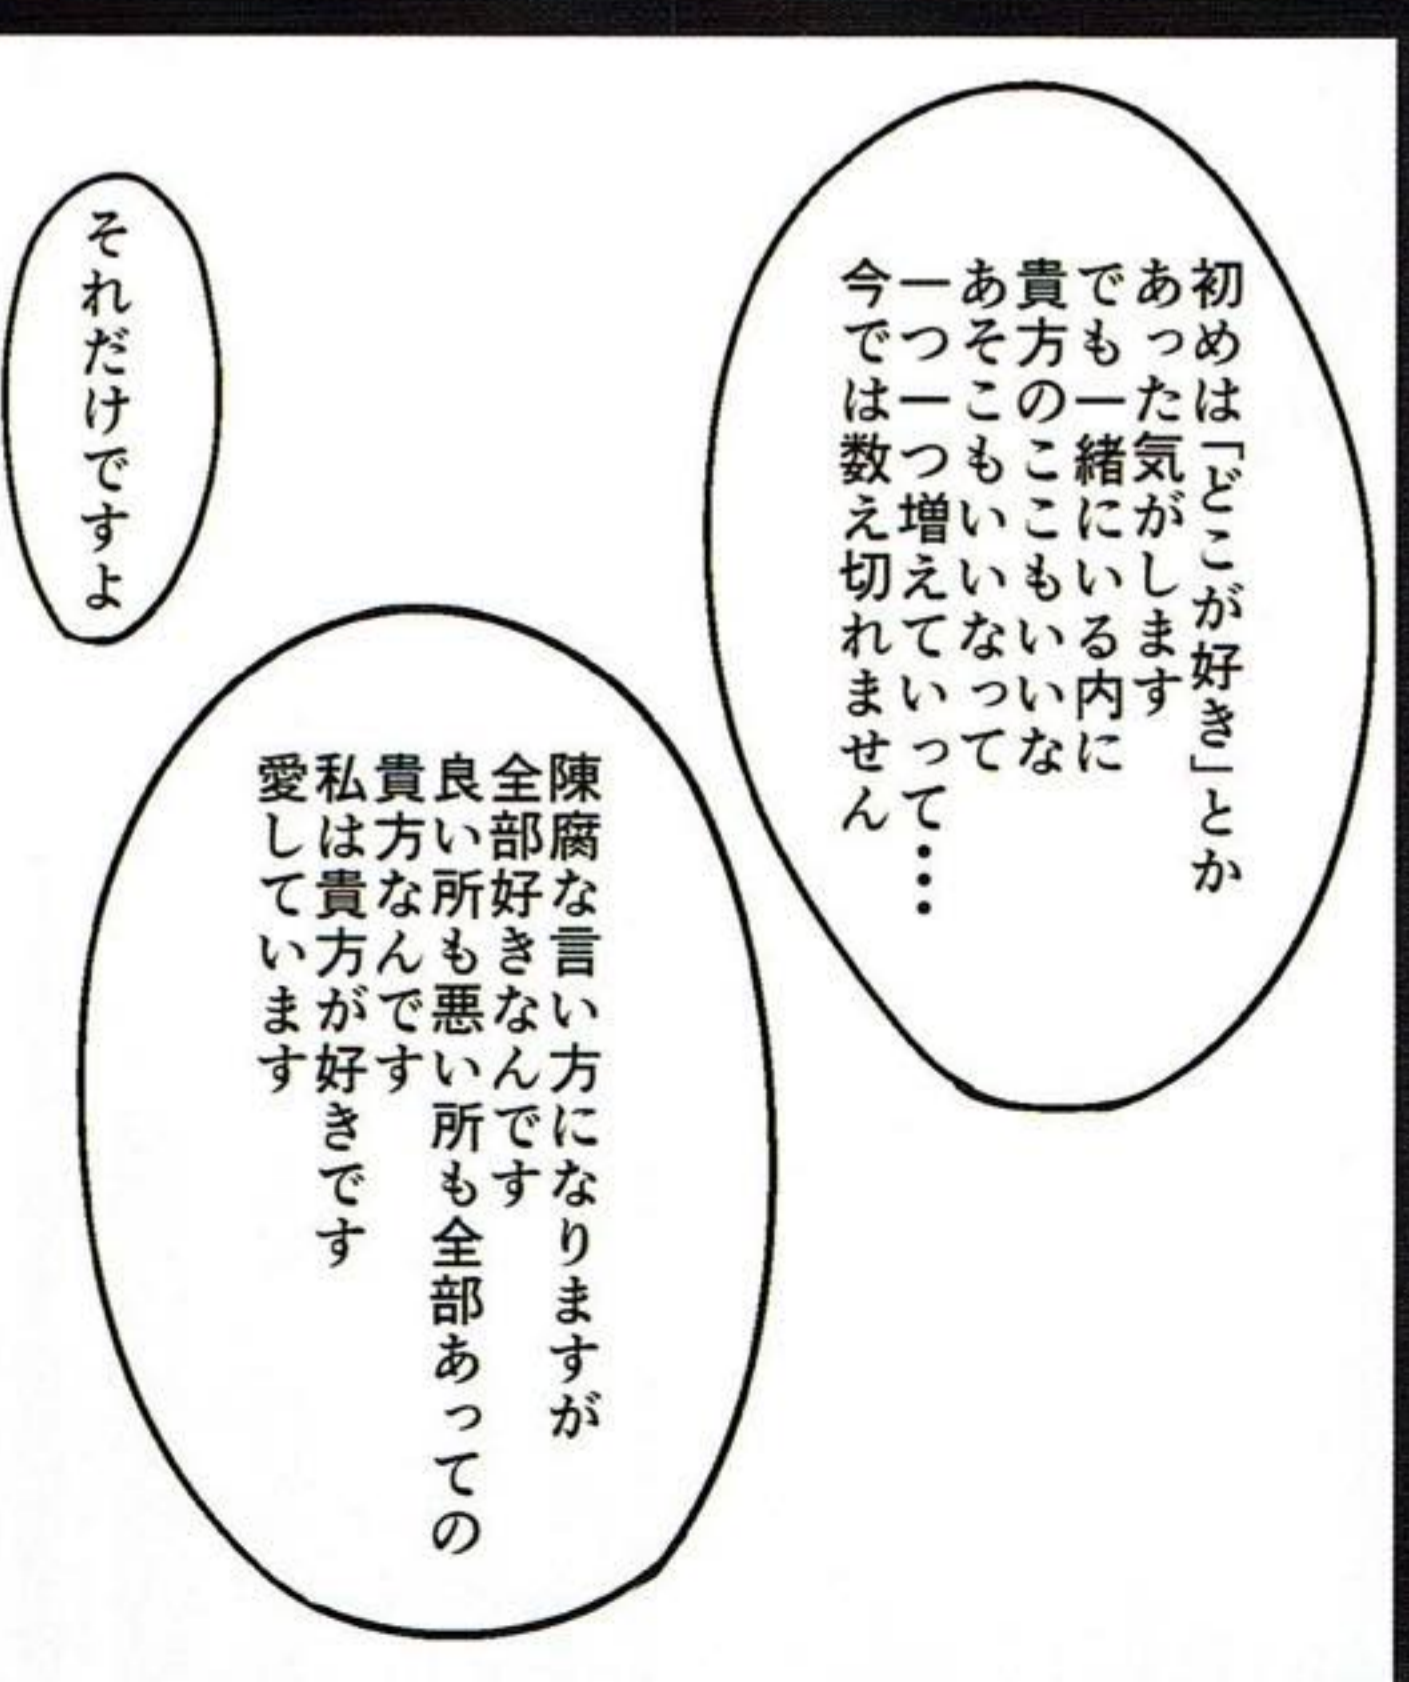 初めは「どこが好き」とか
あった気がします
でも一緒にいる内に
貴方のここもいいな
あそこもいいなって
一つ一つ増えていって・・・
今では数え切れません
陳腐な言い方になりますが
全部好きなんです
良い所も悪い所も全部あっての
貴方なんです
私は貴方が好きです
愛しています
それだけですよ